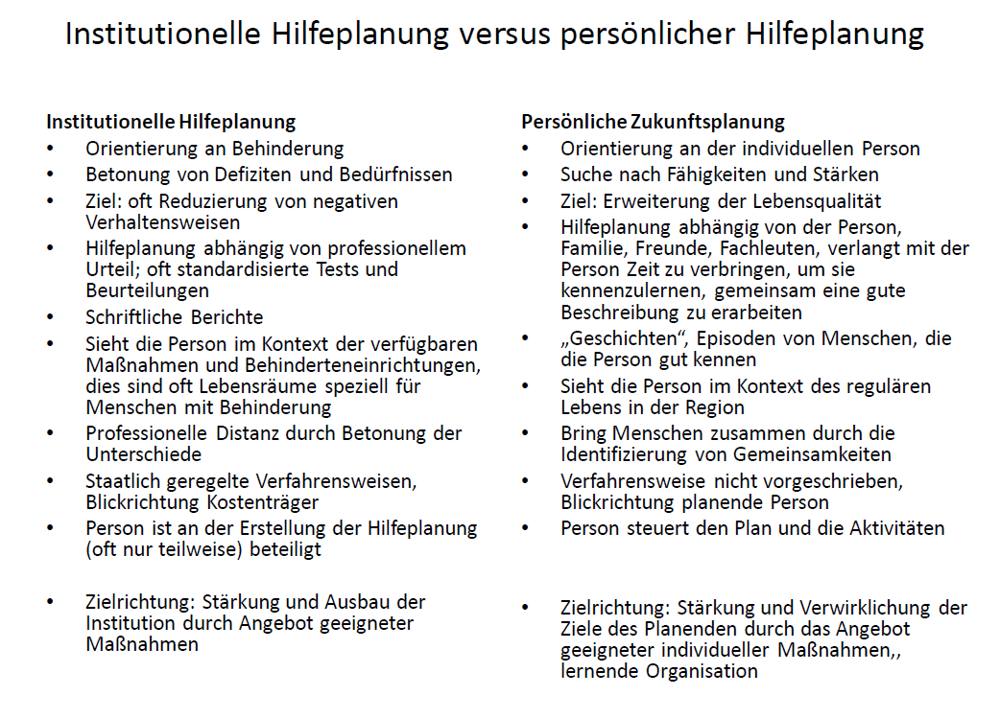 Institutionelle Hilfeplanung versus persönlicher Hilfeplanung
Institutionelle Hilfeplanung
• Orientierung an Behinderung
• Betonung von Defiziten und Bedürfnissen
• Ziel: oft Reduzierung von negativen
Verhaltensweisen
• Hilfeplanung abhängig von professionellem
Urteil; oft standardisierte Tests und
Beurteilungen
• Schriftliche Berichte
• Sieht die Person im Kontext der verfügbaren
Maßnahmen und Behinderteneinrichtungen,
dies sind oft Lebensräume speziell für
Menschen mit Behinderung
• Professionelle Distanz durch Betonung der
Unterschiede
• Staatlich geregelte Verfahrensweisen,
Blickrichtung Kostenträger
• Person ist an der Erstellung der Hilfeplanung
(oft nur teilweise) beteiligt
• Zielrichtung: Stärkung und Ausbau der
Institution durch Angebot geeigneter
Maßnahmen
Persönliche Zukunftsplanung
• Orientierung an der individuellen Person
• Suche nach Fähigkeiten und Stärken
• Ziel: Erweiterung der Lebensqualität
• Hilfeplanung abhängig von der Person,
Familie, Freunde, Fachleuten, verlangt mit der
Person Zeit zu verbringen, um sie
kennenzulernen, gemeinsam eine gute
Beschreibung zu erarbeiten
• „Geschichten“, Episoden von Menschen, die
die Person gut kennen
• Sieht die Person im Kontext des regulären
Lebens in der Region
• Bring Menschen zusammen durch die
Identifizierung von Gemeinsamkeiten
• Verfahrensweise nicht vorgeschrieben,
Blickrichtung planende Person
• Person steuert den Plan und die Aktivitäten
• Zielrichtung: Stärkung und Verwirklichung der
Ziele des Planenden durch das Angebot
geeigneter individueller Maßnahmen,,
lernende Organisation